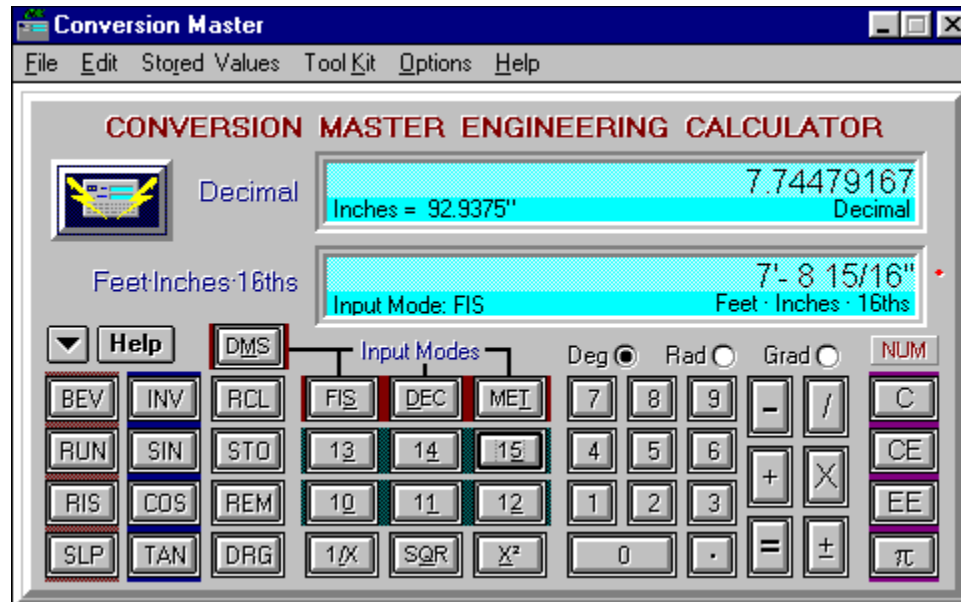 Conversion Master
File Edit Stored Values Tool Kit Options Help
CONVERSION MASTER ENGINEERING CALCULATOR
Decimal
7.74479167
Inches = 92.9375" Decimal
Feet·Inches·16ths
7'- 8 15/16"
Input Mode: FIS Feet · Inches · 16ths
Help DMS Input Modes Deg Rad Grad NUM
BEV INV RCL FIS DEC MET 7 8 9 - / C
RUN SIN STO 13 14 15 4 5 6 + X CE
RIS COS REM 10 11 12 1 2 3 EE
SLP TAN DRG 1/X SQR X² 0 . = ± π